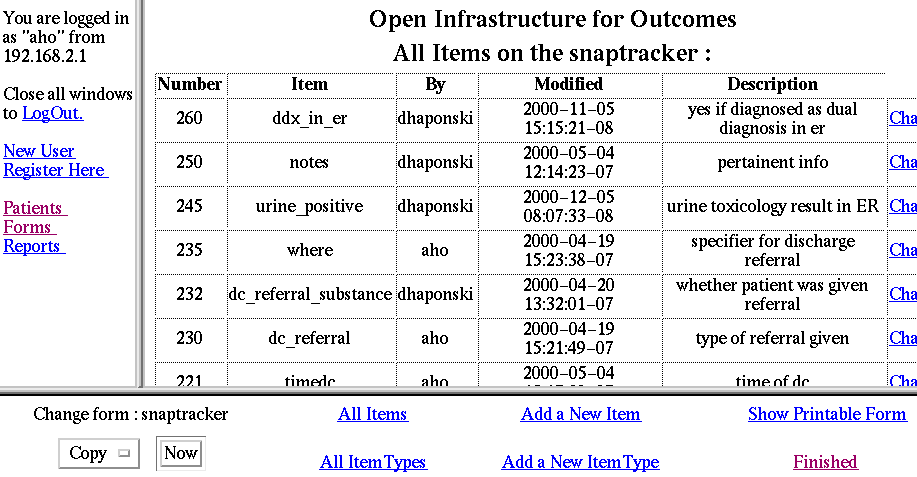 You are logged in
as "aho" from
192.168.2.1
Close all windows
to LogOut.
New User
Register Here
Patients
Forms
Reports
Open Infrastructure for Outcomes
All Items on the snaptracker :
Number Item By Modified Description
260 ddx_in_er dhaponski 2000-11-05 15:15:21-08 yes if diagnosed as dual diagnosis in er Cha
250 notes dhaponski 2000-05-04 12:14:23-07 pertainent info Cha
245 urine_positive dhaponski 2000-12-05 08:07:33-08 urine toxicology result in ER Cha
235 where aho 2000-04-19 15:23:38-07 specifier for discharge referral Cha
232 dc_referral_substance dhaponski 2000-04-20 13:32:01-07 whether patient was given referral Cha
230 dc_referral aho 2000-04-19 15:21:49-07 type of referral given Cha
221 timedc aho 2000-05-04 time of dc Cha
Change form : snaptracker All Items Add a New Item Show Printable Form
Copy Now All ItemTypes Add a New ItemType Finished